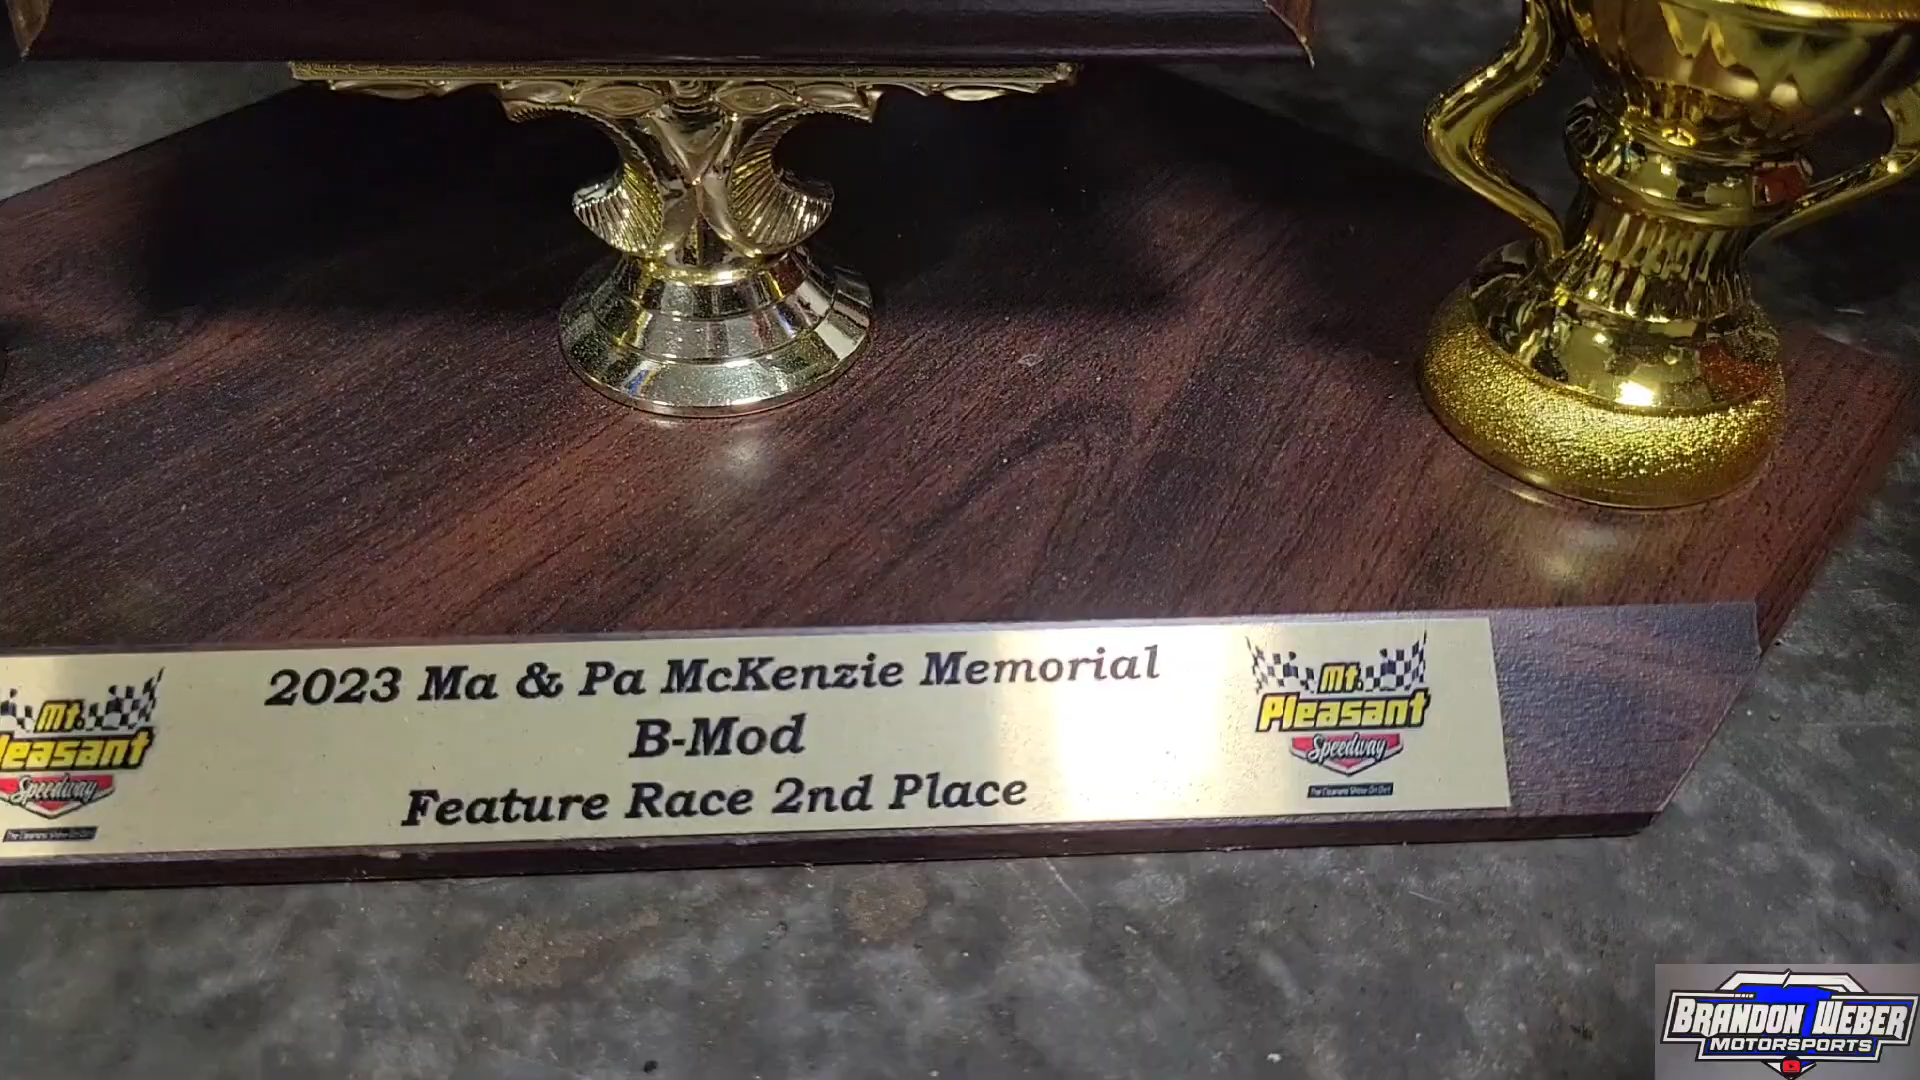 2023 Ma & Pa McKenzie Memorial
B-Mod
Feature Race 2nd Place
Mt.
Pleasant
Speedway
Mt.
Pleasant
Speedway
BRANDON WEBER
MOTORSPORTS